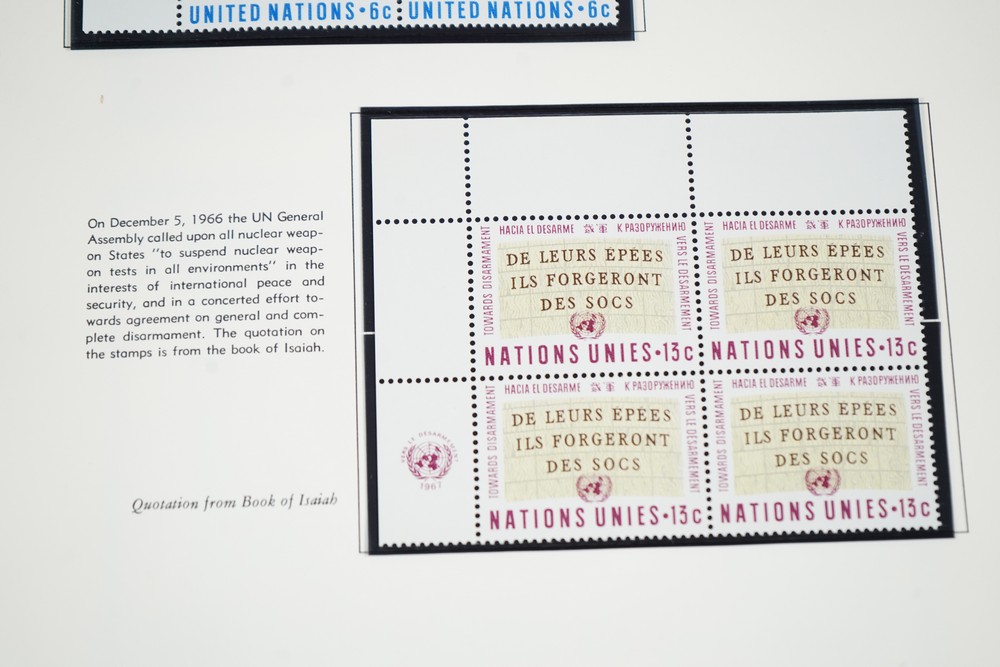 UNITED NATIONS•6c UNITED NATIONS•6c
On December 5, 1966 the UN General
Assembly called upon all nuclear weap-
on States "to suspend nuclear weap-
on tests in all environments" in the
interests of international peace and
security, and in a concerted effort to-
wards agreement on general and com-
plete disarmament. The quotation on
the stamps is from the book of Isaiah.
Quotation from Book of Isaiah
HACIA EL DESARME К РАЗОРУЖЕНИЮ
TOWARDS DISARMAMENT
DE LEURS ÉPÉES
ILS FORGERONT
DES SOCS
VERS LE DESARMEMENT
NATIONS UNIES•13c
HACIA EL DESARME К РАЗОРУЖЕНИЮ
TOWARDS DISARMAMENT
DE LEURS ÉPÉES
ILS FORGERONT
DES SOCS
VERS LE DESARMEMENT
NATIONS UNIES•13c
VERS LE DESARMEMENT
1967
HACIA EL DESARME К РАЗОРУЖЕНИЮ
TOWARDS DISARMAMENT
DE LEURS ÉPÉES
ILS FORGERONT
DES SOCS
VERS LE DESARMEMENT
NATIONS UNIES•13c
HACIA EL DESARME К РАЗОРУЖЕНИЮ
TOWARDS DISARMAMENT
DE LEURS ÉPÉES
ILS FORGERONT
DES SOCS
VERS LE DESARMEMENT
NATIONS UNIES•13c